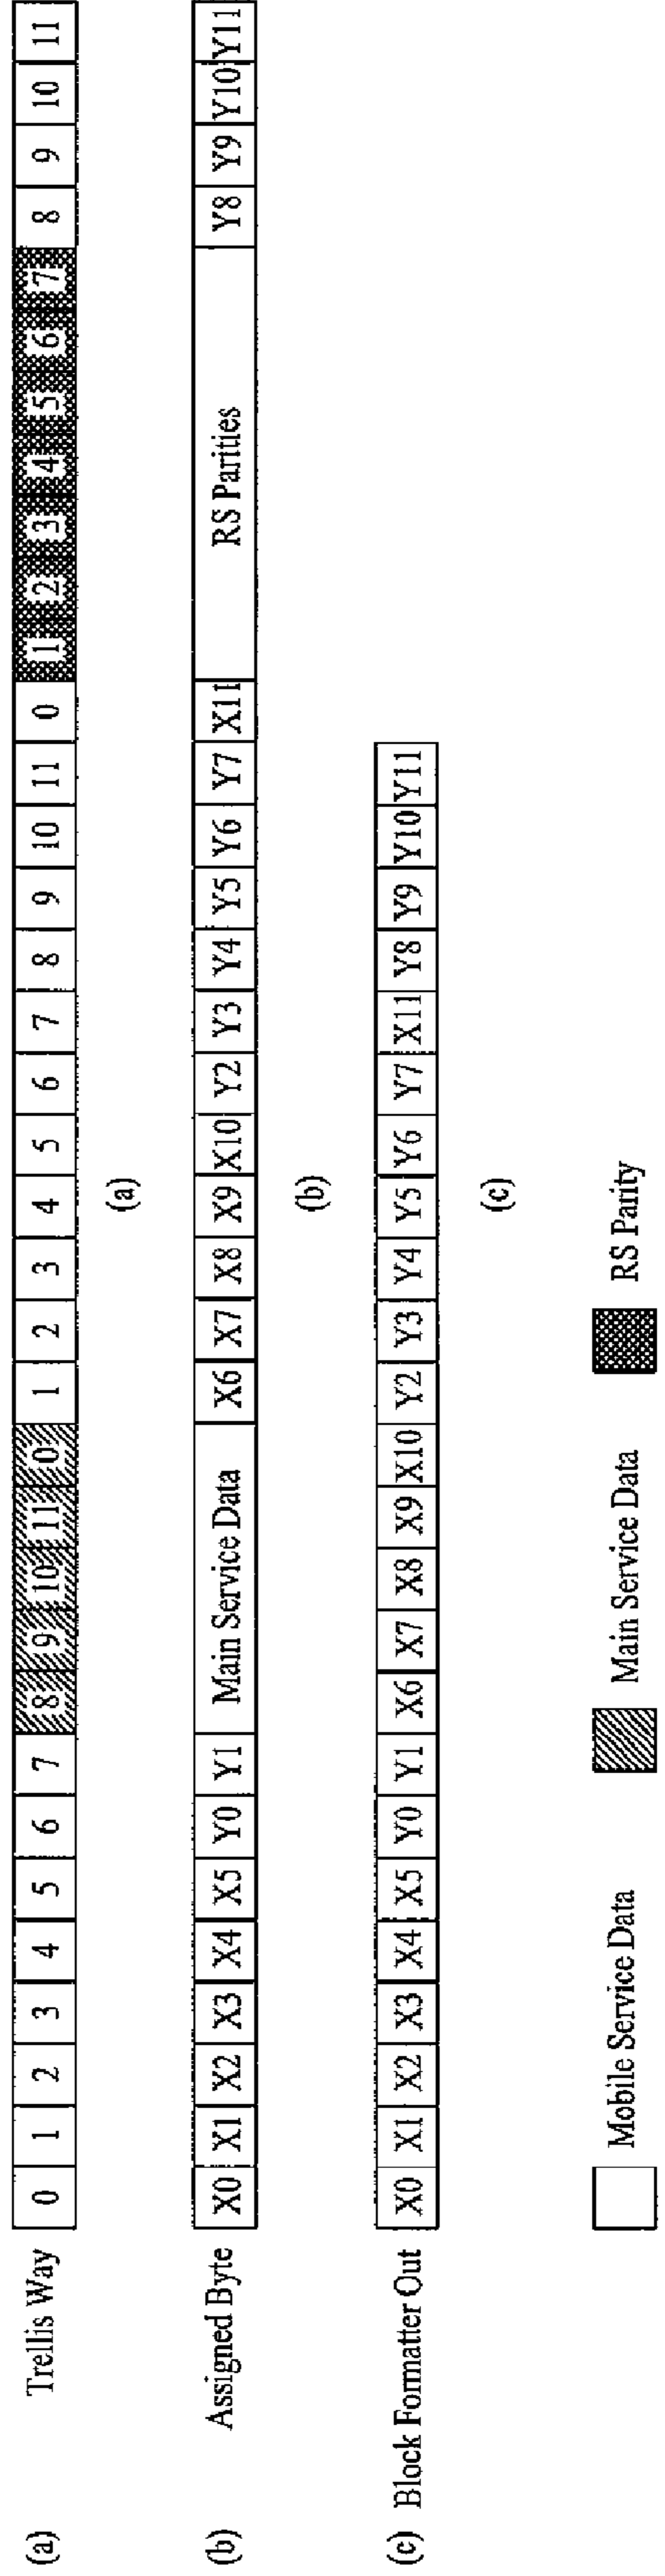 (a) Trellis Way 0 1 2 3 4 5 6 7 8 9 10 11 0 1 2 3 4 5 6 7 8 9 10 11 0 1 2 3 4 5 6 7 8 9 10 11
(a)
(b) Assigned Byte X0 X1 X2 X3 X4 X5 Y0 Y1 Main Service Data X6 X7 X8 X9 X10 Y2 Y3 Y4 Y5 Y6 Y7 X11 RS Parities Y8 Y9 Y10 Y11
(b)
(c) Block Formatter Out X0 X1 X2 X3 X4 X5 Y0 Y1 X6 X7 X8 X9 X10 Y2 Y3 Y4 Y5 Y6 Y7 X11 Y8 Y9 Y10 Y11
(c)
Mobile Service Data Main Service Data RS Parity